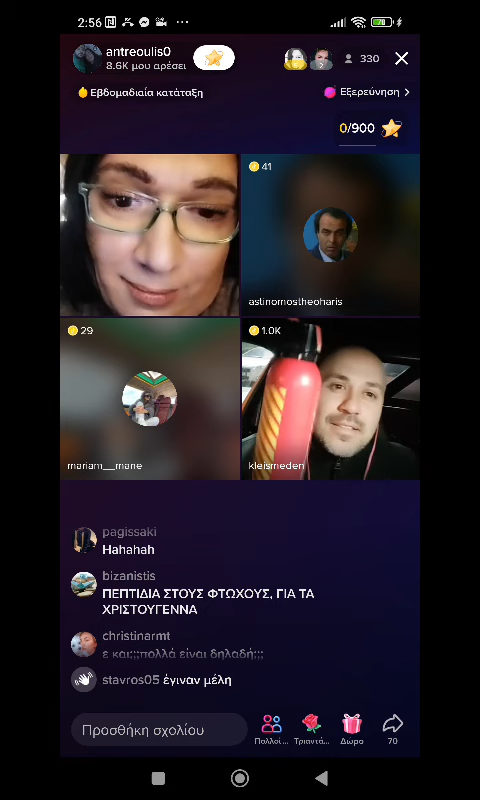 2:56
antreoulis0
8.6K μου αρέσει
330
Εβδομαδιαία κατάταξη
Εξερεύνηση
0/900
41
astinomostheoharis
29
1.0K
mariam__mane
kleismeden
pagissaki
Hahahah
bizanistis
ΠΕΠΤΙΔΙΑ ΣΤΟΥΣ ΦΤΩΧΟΥΣ, ΓΙΑ ΤΑ
ΧΡΙΣΤΟΥΓΕΝΝΑ
christinarmt
ε και;;;πολλά είναι δηλαδή;;;
stavros05 έγιναν μέλη
Προσθήκη σχολίου
Πολλοί...
Τριαντά...
Δώρο
70